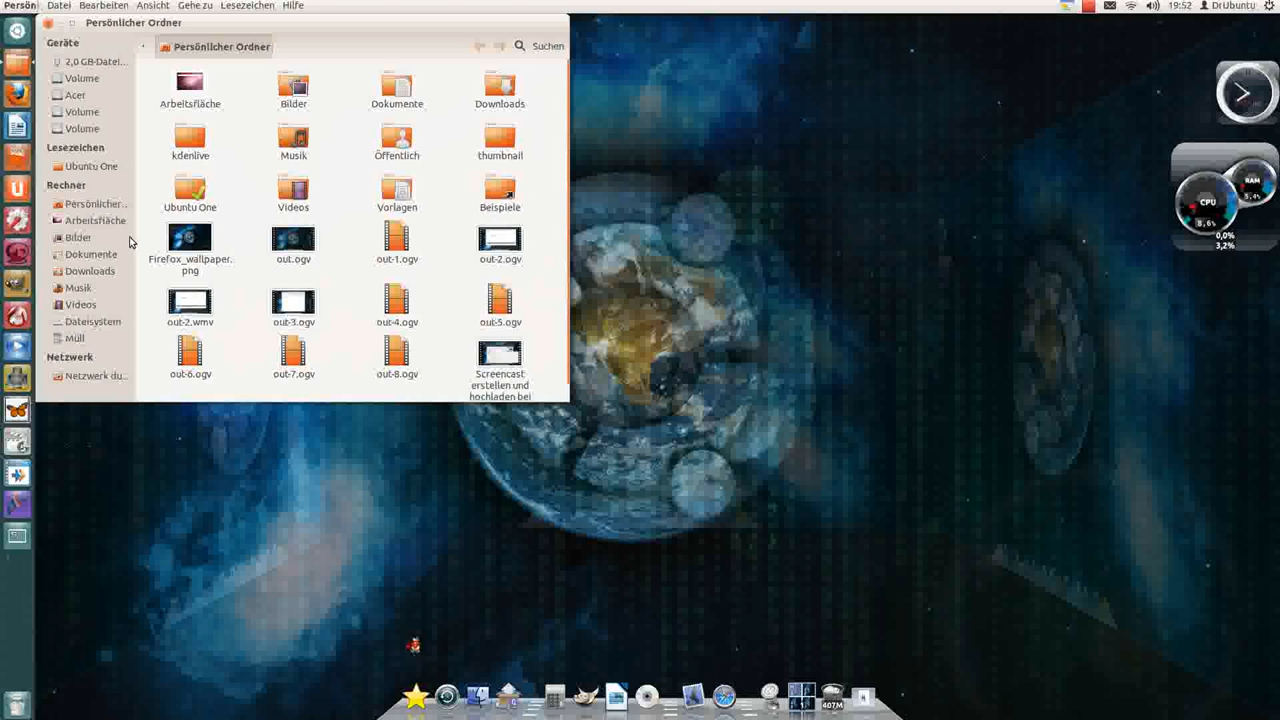 Persön Datei Bearbeiten Ansicht Gehe zu Lesezeichen Hilfe 19:52 DrUbuntu
Persönlicher Ordner
Geräte
2,0 GB-Datei...
Volume
Acer
Volume
Volume
Lesezeichen
Ubuntu One
Rechner
Persönlicher...
Arbeitsfläche
Bilder
Dokumente
Downloads
Musik
Videos
Dateisystem
Müll
Netzwerk
Netzwerk du...
Persönlicher Ordner Suchen
Arbeitsfläche Bilder Dokumente Downloads
kdenlive Musik Öffentlich thumbnail
Ubuntu One Videos Vorlagen Beispiele
Firefox_wallpaper. out.ogv out-1.ogv out-2.ogv
png
out-2.wmv out-3.ogv out-4.ogv out-5.ogv
out-6.ogv out-7.ogv out-8.ogv Screencast
erstellen und
hochladen bei
RAM
5,4%
CPU
8,6%
0,0%
3,2%
407M